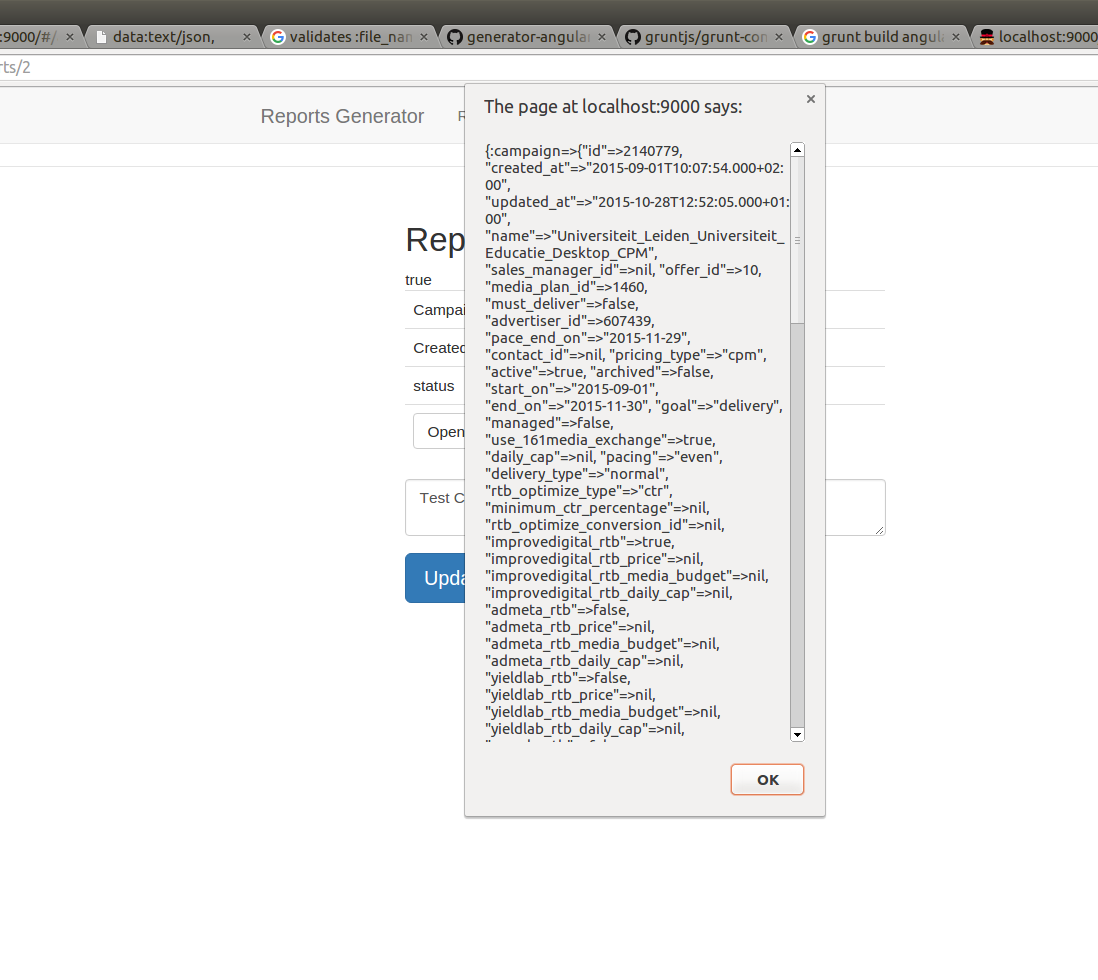 :9000/#/
data:text/json,
validates :file_nam
generator-angular
gruntjs/grunt-con
grunt build angula
localhost:9000
rts/2
Reports Generator
R
The page at localhost:9000 says:
{:campaign=>{"id"=>2140779,
"created_at"=>"2015-09-01T10:07:54.000+02:
00",
"updated_at"=>"2015-10-28T12:52:05.000+01:
00",
"name"=>"Universiteit_Leiden_Universiteit_
Educatie_Desktop_CPM",
"sales_manager_id"=>nil, "offer_id"=>10,
"media_plan_id"=>1460,
"must_deliver"=>false,
"advertiser_id"=>607439,
"pace_end_on"=>"2015-11-29",
"contact_id"=>nil, "pricing_type"=>"cpm",
"active"=>true, "archived"=>false,
"start_on"=>"2015-09-01",
"end_on"=>"2015-11-30", "goal"=>"delivery",
"managed"=>false,
"use_161media_exchange"=>true,
"daily_cap"=>nil, "pacing"=>"even",
"delivery_type"=>"normal",
"rtb_optimize_type"=>"ctr",
"minimum_ctr_percentage"=>nil,
"rtb_optimize_conversion_id"=>nil,
"improvedigital_rtb"=>true,
"improvedigital_rtb_price"=>nil,
"improvedigital_rtb_media_budget"=>nil,
"improvedigital_rtb_daily_cap"=>nil,
"admeta_rtb"=>false,
"admeta_rtb_price"=>nil,
"admeta_rtb_media_budget"=>nil,
"admeta_rtb_daily_cap"=>nil,
"yieldlab_rtb"=>false,
"yieldlab_rtb_price"=>nil,
"yieldlab_rtb_media_budget"=>nil,
"yieldlab_rtb_daily_cap"=>nil,
OK
Rep
true
Campai
Created
status
Open
Test C
Upda